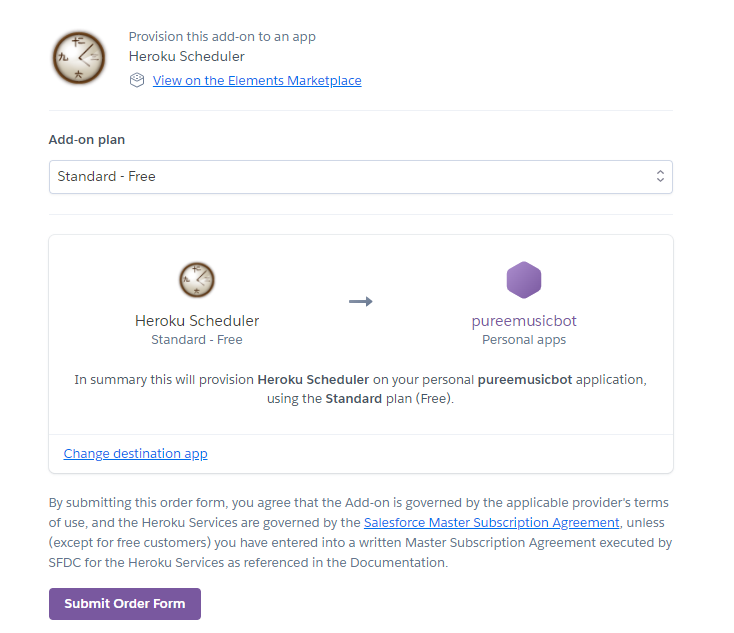 Provision this add-on to an app
Heroku Scheduler
View on the Elements Marketplace
Add-on plan
Standard - Free
Heroku Scheduler
Standard - Free
pureemusicbot
Personal apps
In summary this will provision Heroku Scheduler on your personal pureemusicbot application,
using the Standard plan (Free).
Change destination app
By submitting this order form, you agree that the Add-on is governed by the applicable provider's terms
of use, and the Heroku Services are governed by the Salesforce Master Subscription Agreement, unless
(except for free customers) you have entered into a written Master Subscription Agreement executed by
SFDC for the Heroku Services as referenced in the Documentation.
Submit Order Form